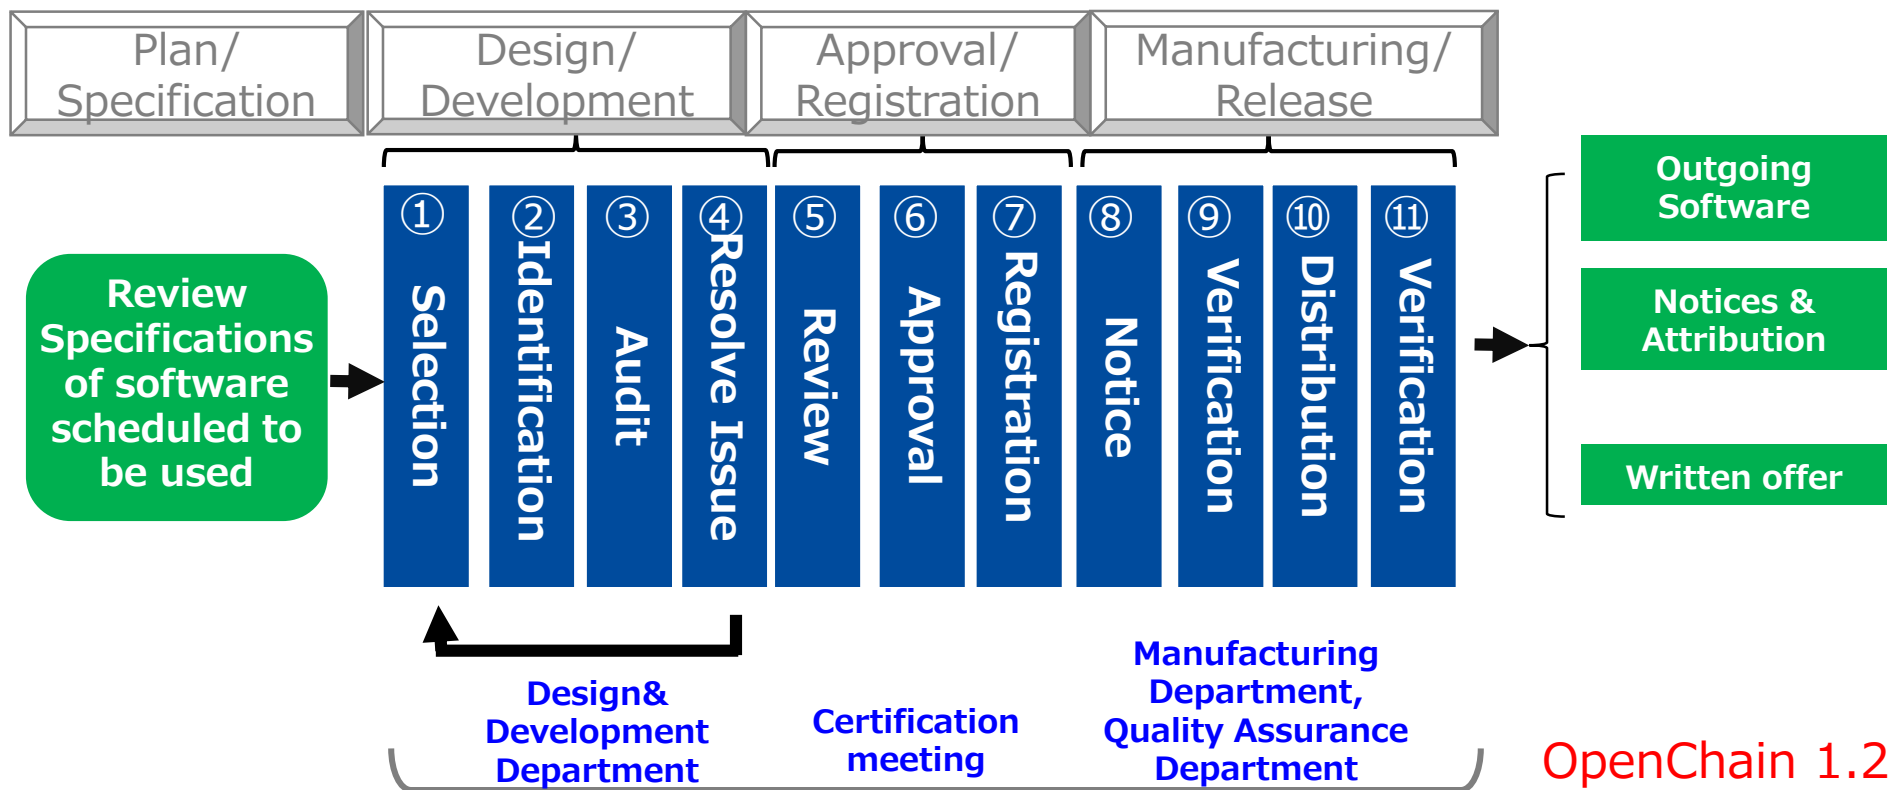 Plan/
Specification
Design/
Development
Approval/
Registration
Manufacturing/
Release
Review
Specifications
of software
scheduled to
be used
① Selection
② Identification
③ Audit
④ Resolve Issue
⑤ Review
⑥ Approval
⑦ Registration
⑧ Notice
⑨ Verification
⑩ Distribution
⑪ Verification
Outgoing
Software
Notices &
Attribution
Written offer
Design&
Development
Department
Certification
meeting
Manufacturing
Department,
Quality Assurance
Department
OpenChain 1.2